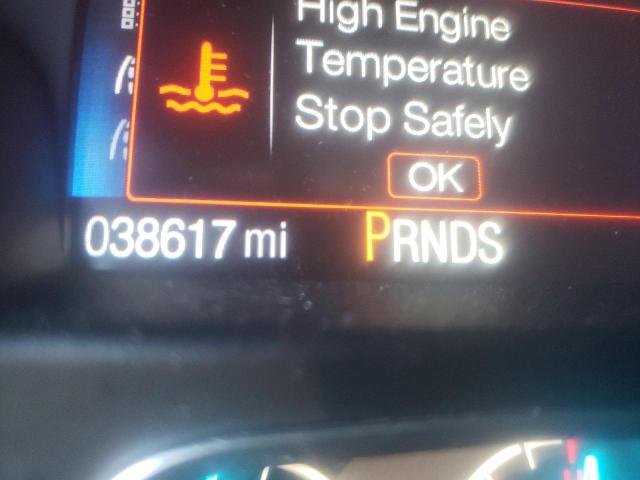 High Engine
Temperature
Stop Safely
OK
038617 mi PRNDS